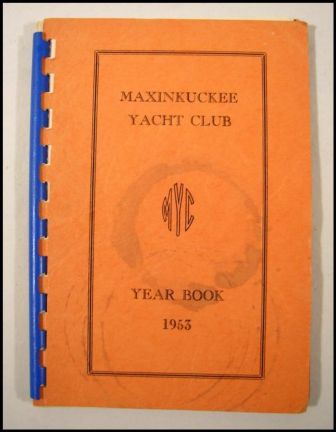 MAXINKUCKEE
YACHT CLUB
MYC
YEAR BOOK
1953